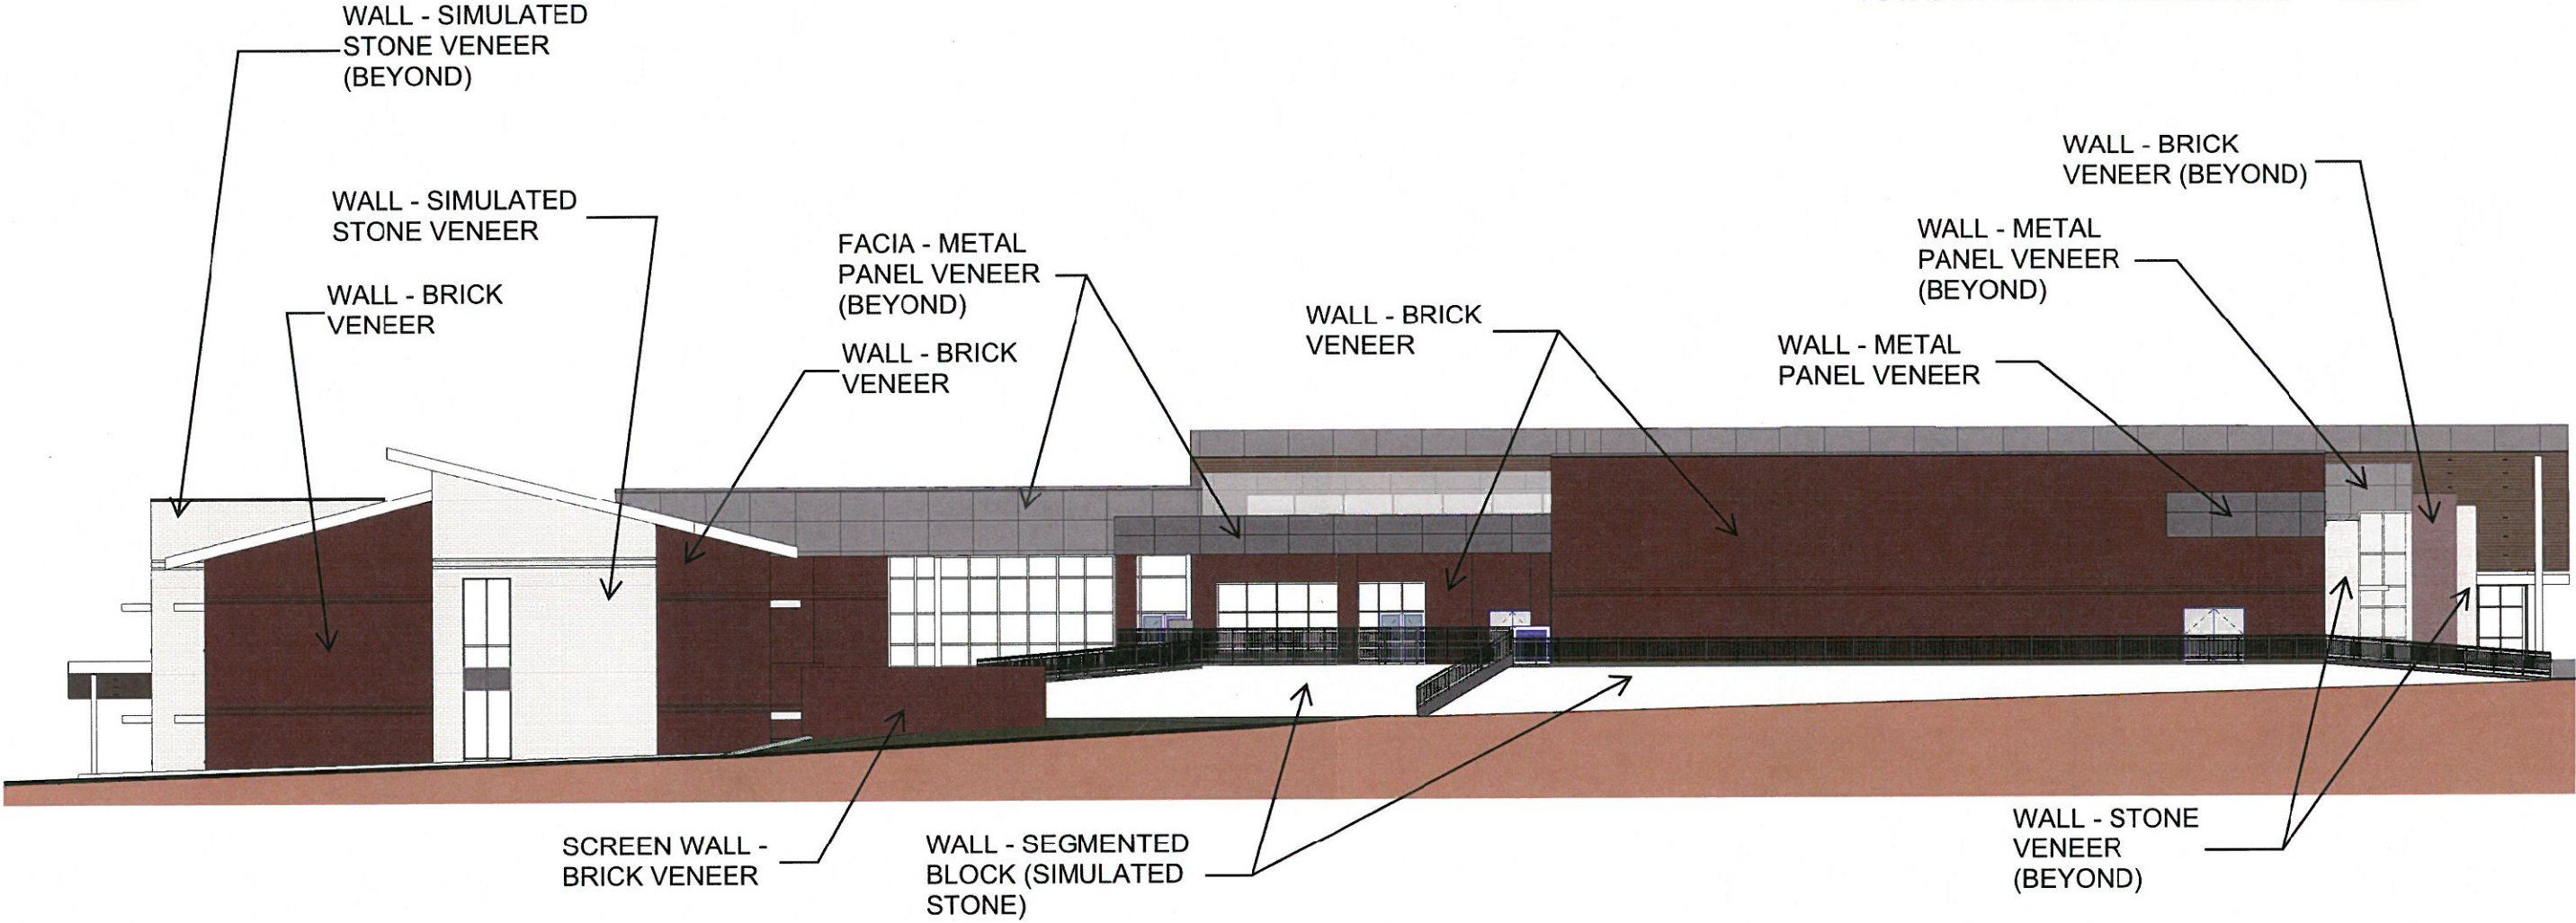 WALL - SIMULATED
STONE VENEER
(BEYOND)
WALL - SIMULATED
STONE VENEER
WALL - BRICK
VENEER
FACIA - METAL
PANEL VENEER
(BEYOND)
WALL - BRICK
VENEER
WALL - BRICK
VENEER
WALL - BRICK
VENEER (BEYOND)
WALL - METAL
PANEL VENEER
(BEYOND)
WALL - METAL
PANEL VENEER
SCREEN WALL -
BRICK VENEER
WALL - SEGMENTED
BLOCK (SIMULATED
STONE)
WALL - STONE
VENEER
(BEYOND)